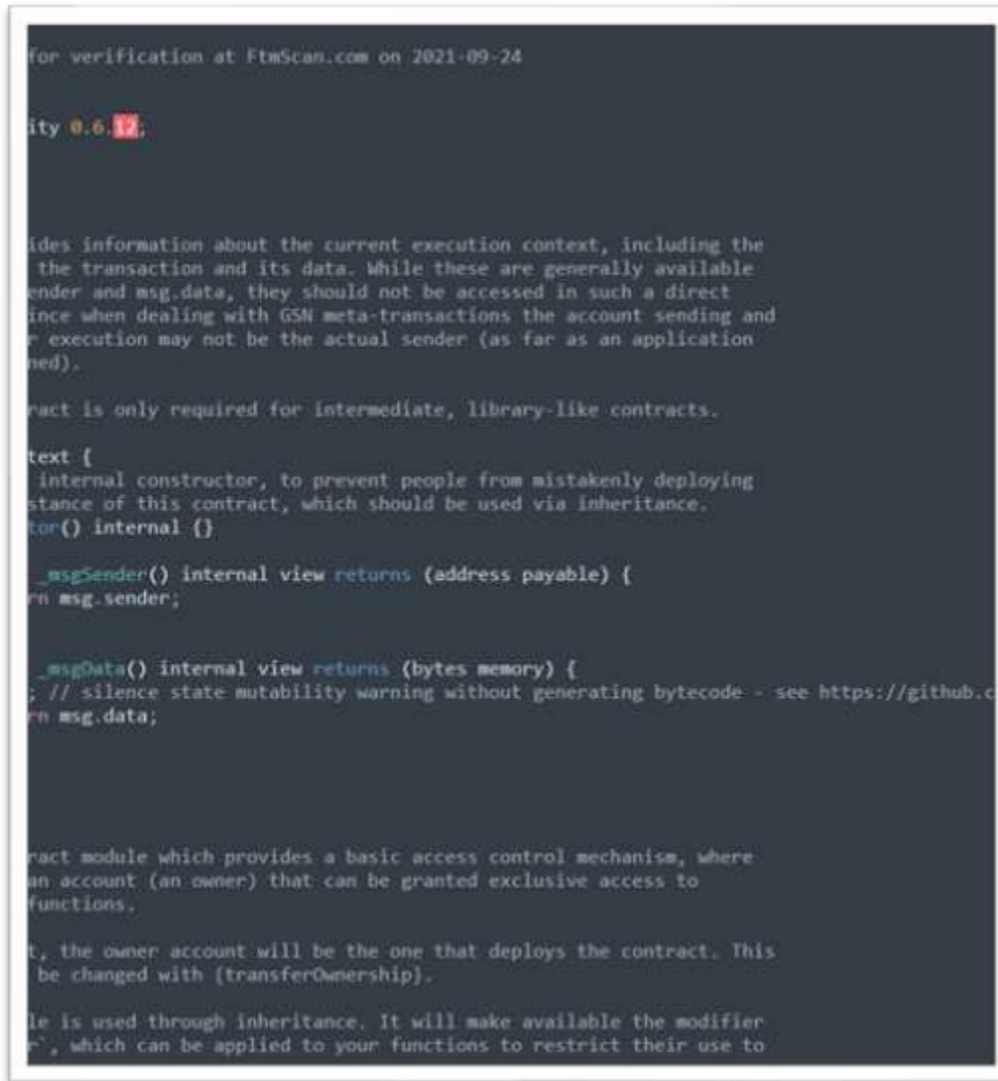 for verification at FtmScan.com on 2021-09-24
ity 0.6.12;
ides information about the current execution context, including the
the transaction and its data. While these are generally available
ender and msg.data, they should not be accessed in such a direct
ince when dealing with GSN meta-transactions the account sending and
r execution may not be the actual sender (as far as an application
ned).
ract is only required for intermediate, library-like contracts.
text {
internal constructor, to prevent people from mistakenly deploying
stance of this contract, which should be used via inheritance.
tor() internal {}
_msgSender() internal view returns (address payable) {
rn msg.sender;
_msgData() internal view returns (bytes memory) {
; // silence state mutability warning without generating bytecode - see https://github.c
rn msg.data;
ract module which provides a basic access control mechanism, where
an account (an owner) that can be granted exclusive access to
functions.
t, the owner account will be the one that deploys the contract. This
be changed with {transferOwnership}.
le is used through inheritance. It will make available the modifier
r`, which can be applied to your functions to restrict their use to